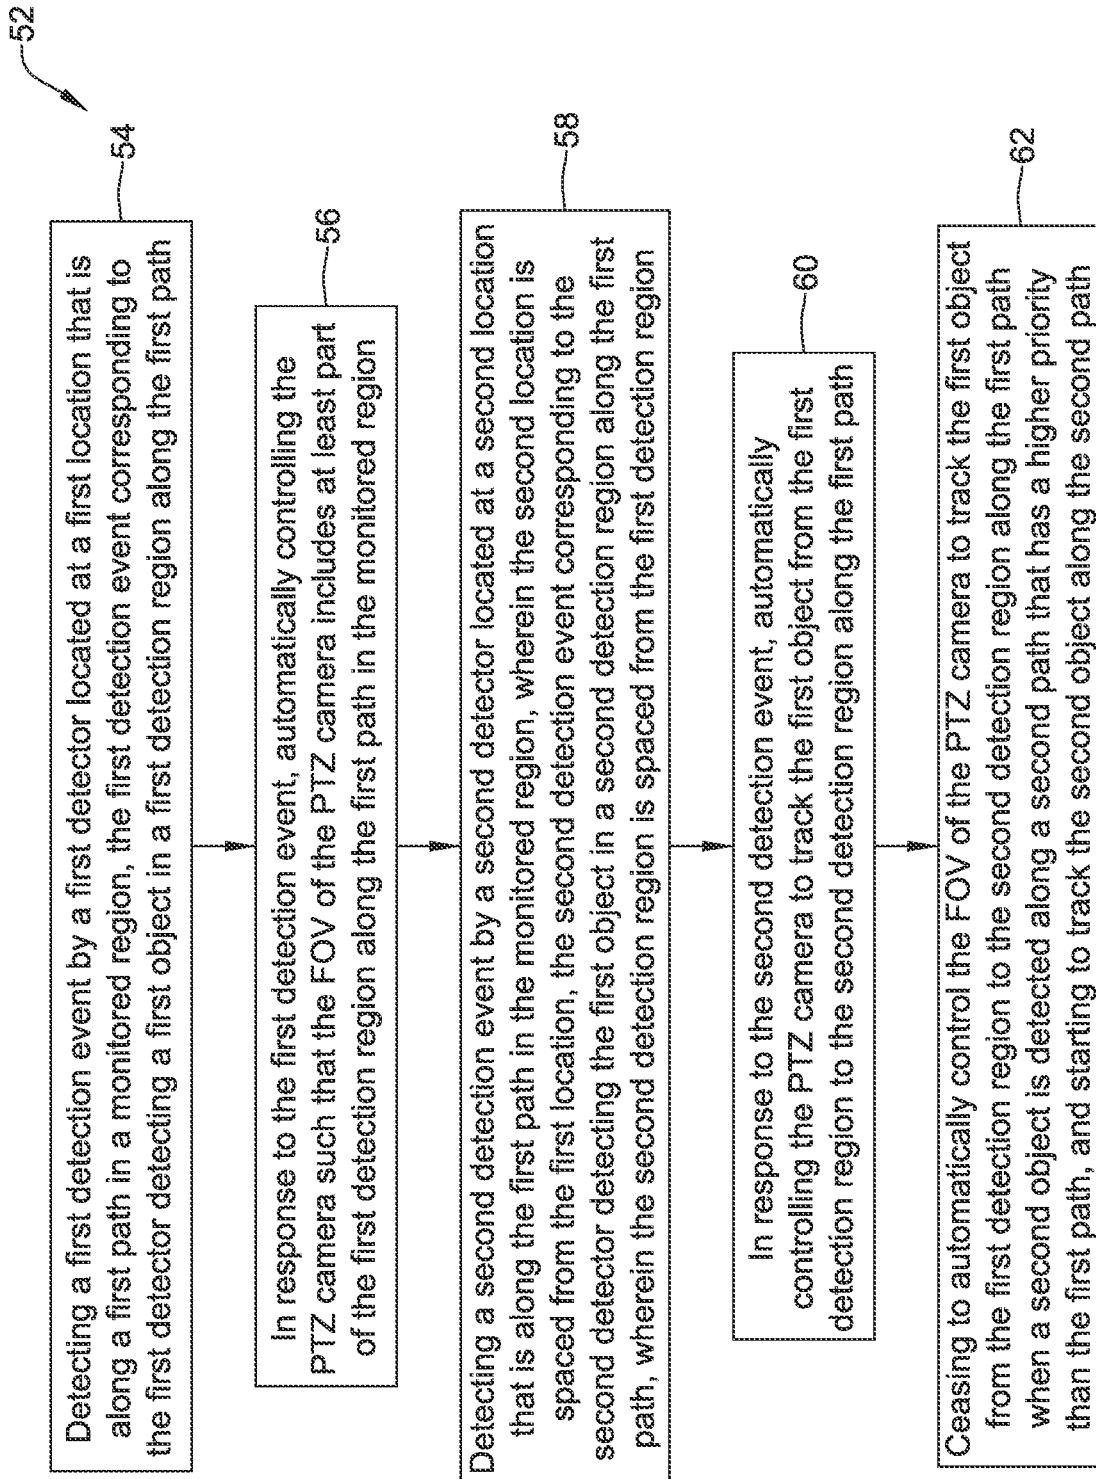 52
Detecting a first detection event by a first detector located at a first location that is
along a first path in a monitored region, the first detection event corresponding to
the first detector detecting a first object in a first detection region along the first path
54
In response to the first detection event, automatically controlling the
PTZ camera such that the FOV of the PTZ camera includes at least part
of the first detection region along the first path in the monitored region
56
Detecting a second detection event by a second detector located at a second location
that is along the first path in the monitored region, wherein the second location is
spaced from the first location, the second detection event corresponding to the
second detector detecting the first object in a second detection region along the first
path, wherein the second detection region is spaced from the first detection region
58
In response to the second detection event, automatically
controlling the PTZ camera to track the first object from the first
detection region to the second detection region along the first path
60
Ceasing to automatically control the FOV of the PTZ camera to track the first object
from the first detection region to the second detection region along the first path
when a second object is detected along a second path that has a higher priority
than the first path, and starting to track the second object along the second path
62